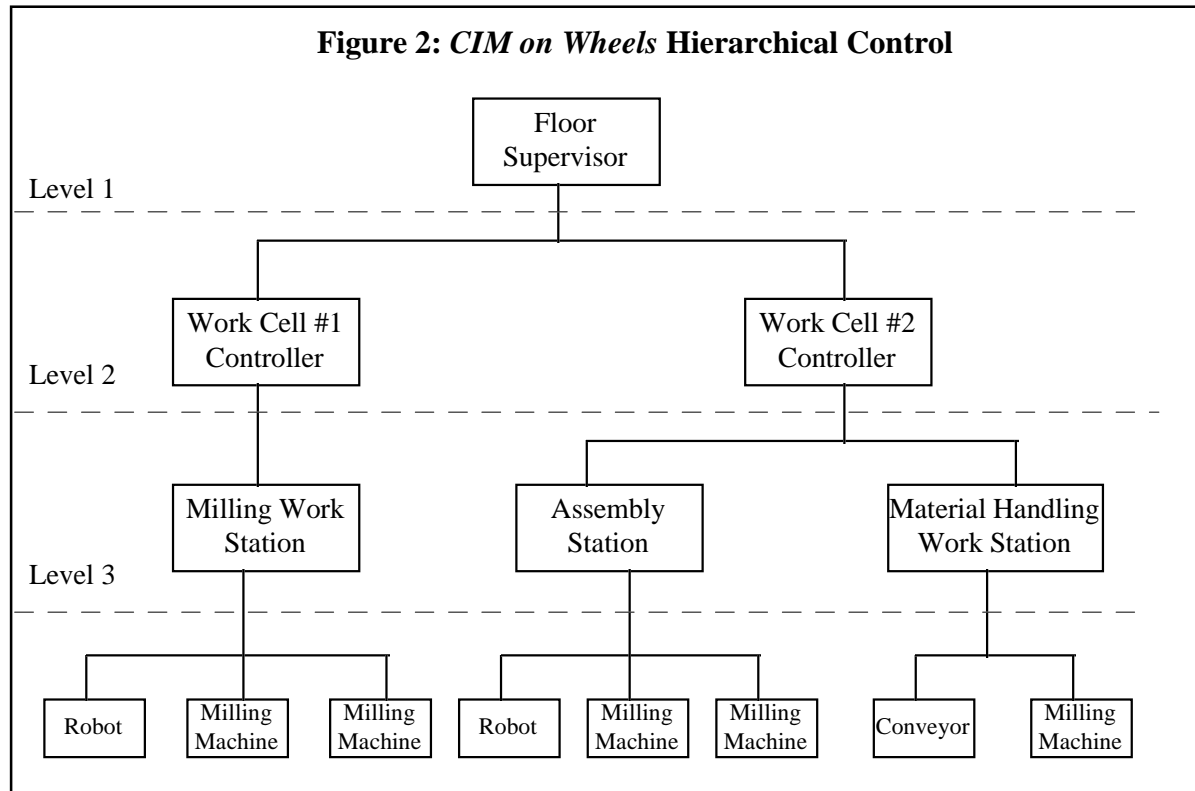 Figure 2: CIM on Wheels Hierarchical Control
Floor
Supervisor
Level 1
Work Cell #1
Controller
Work Cell #2
Controller
Level 2
Milling Work
Station
Assembly
Station
Material Handling
Work Station
Level 3
Robot
Milling
Machine
Milling
Machine
Robot
Milling
Machine
Milling
Machine
Conveyor
Milling
Machine